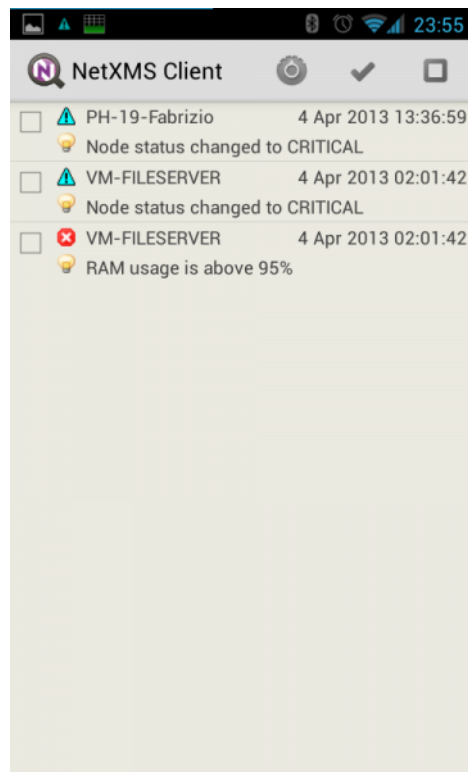 23:55
NetXMS Client
PH-19-Fabrizio 4 Apr 2013 13:36:59
Node status changed to CRITICAL
VM-FILESERVER 4 Apr 2013 02:01:42
Node status changed to CRITICAL
VM-FILESERVER 4 Apr 2013 02:01:42
RAM usage is above 95%